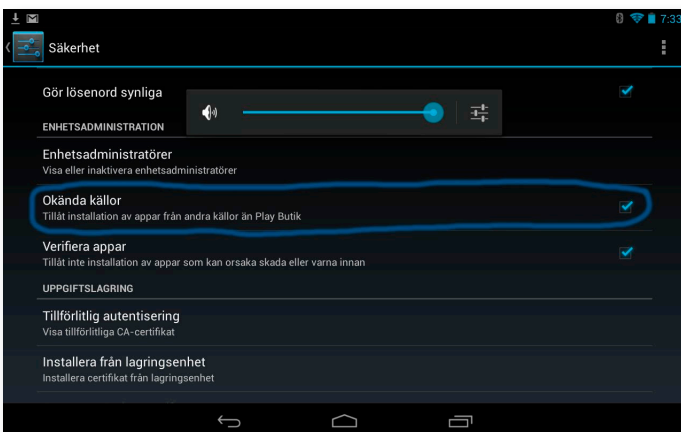 7:33
Säkerhet
Gör lösenord synliga
ENHETSADMINISTRATION
Enhetsadministratörer
Visa eller inaktivera enhetsadministratörer
Okända källor
Tillåt installation av appar från andra källor än Play Butik
Verifiera appar
Tillåt inte installation av appar som kan orsaka skada eller varna innan
UPPGIFTSLAGRING
Tillförlitlig autentisering
Visa tillförlitliga CA-certifikat
Installera från lagringsenhet
Installera certifikat från lagringsenhet